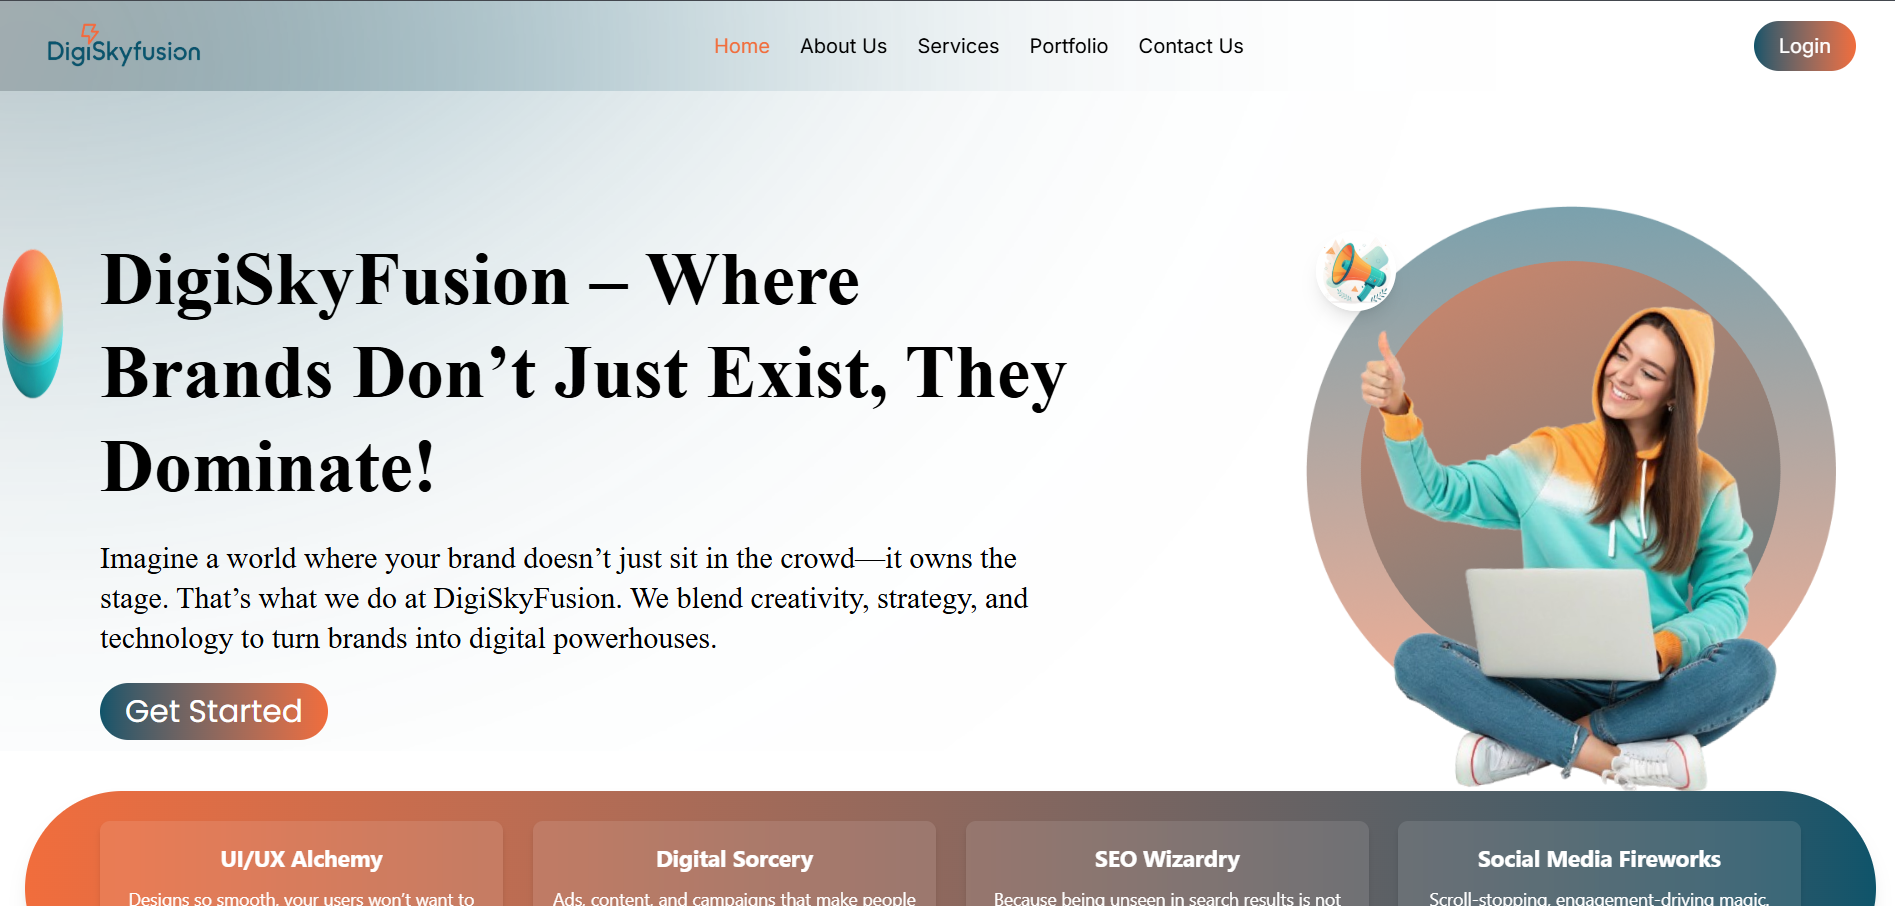 DigiSkyfusion
Home About Us Services Portfolio Contact Us
Login
DigiSkyFusion – Where
Brands Don’t Just Exist, They
Dominate!
Imagine a world where your brand doesn’t just sit in the crowd—it owns the
stage. That’s what we do at DigiSkyFusion. We blend creativity, strategy, and
technology to turn brands into digital powerhouses.
Get Started
UI/UX Alchemy
Designs so smooth, your users won’t want to
Digital Sorcery
Ads, content, and campaigns that make people
SEO Wizardry
Because being unseen in search results is not
Social Media Fireworks
Scroll-stopping, engagement-driving magic.